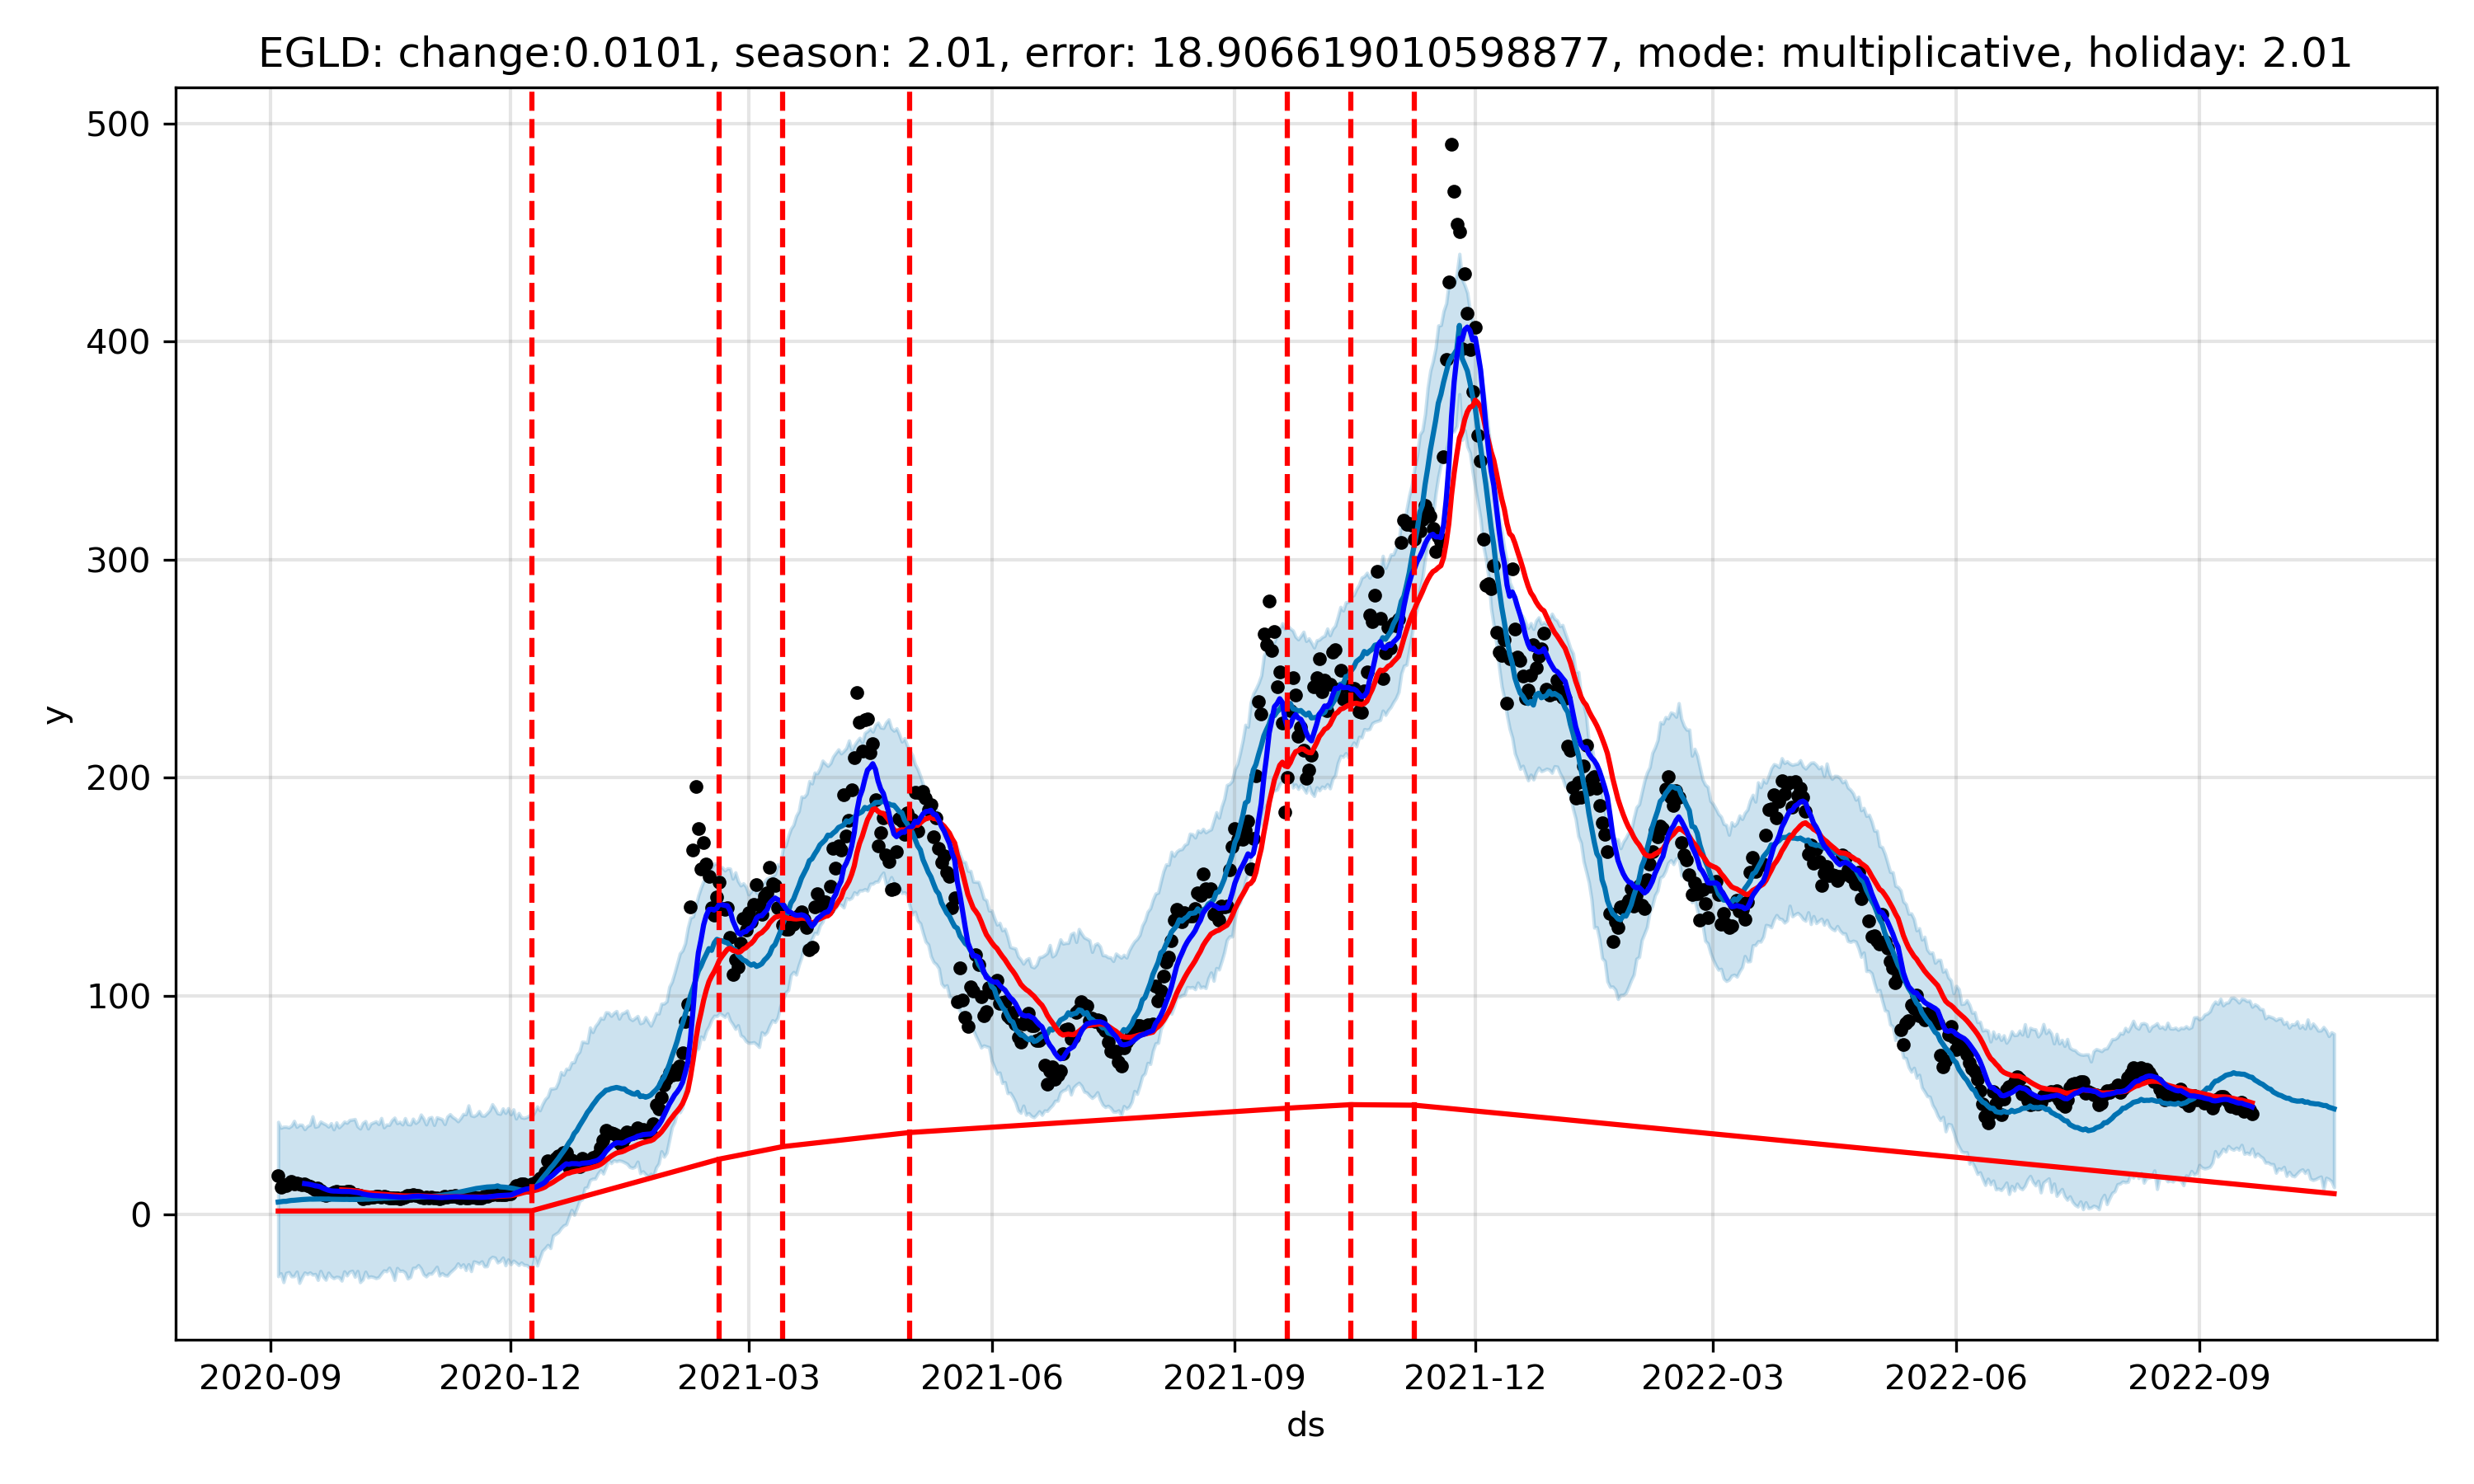 EGLD: change:0.0101, season: 2.01, error: 18.906619010598877, mode: multiplicative, holiday: 2.01
500
400
300
200
100
0
y
2020-09 2020-12 2021-03 2021-06 2021-09 2021-12 2022-03 2022-06 2022-09
ds